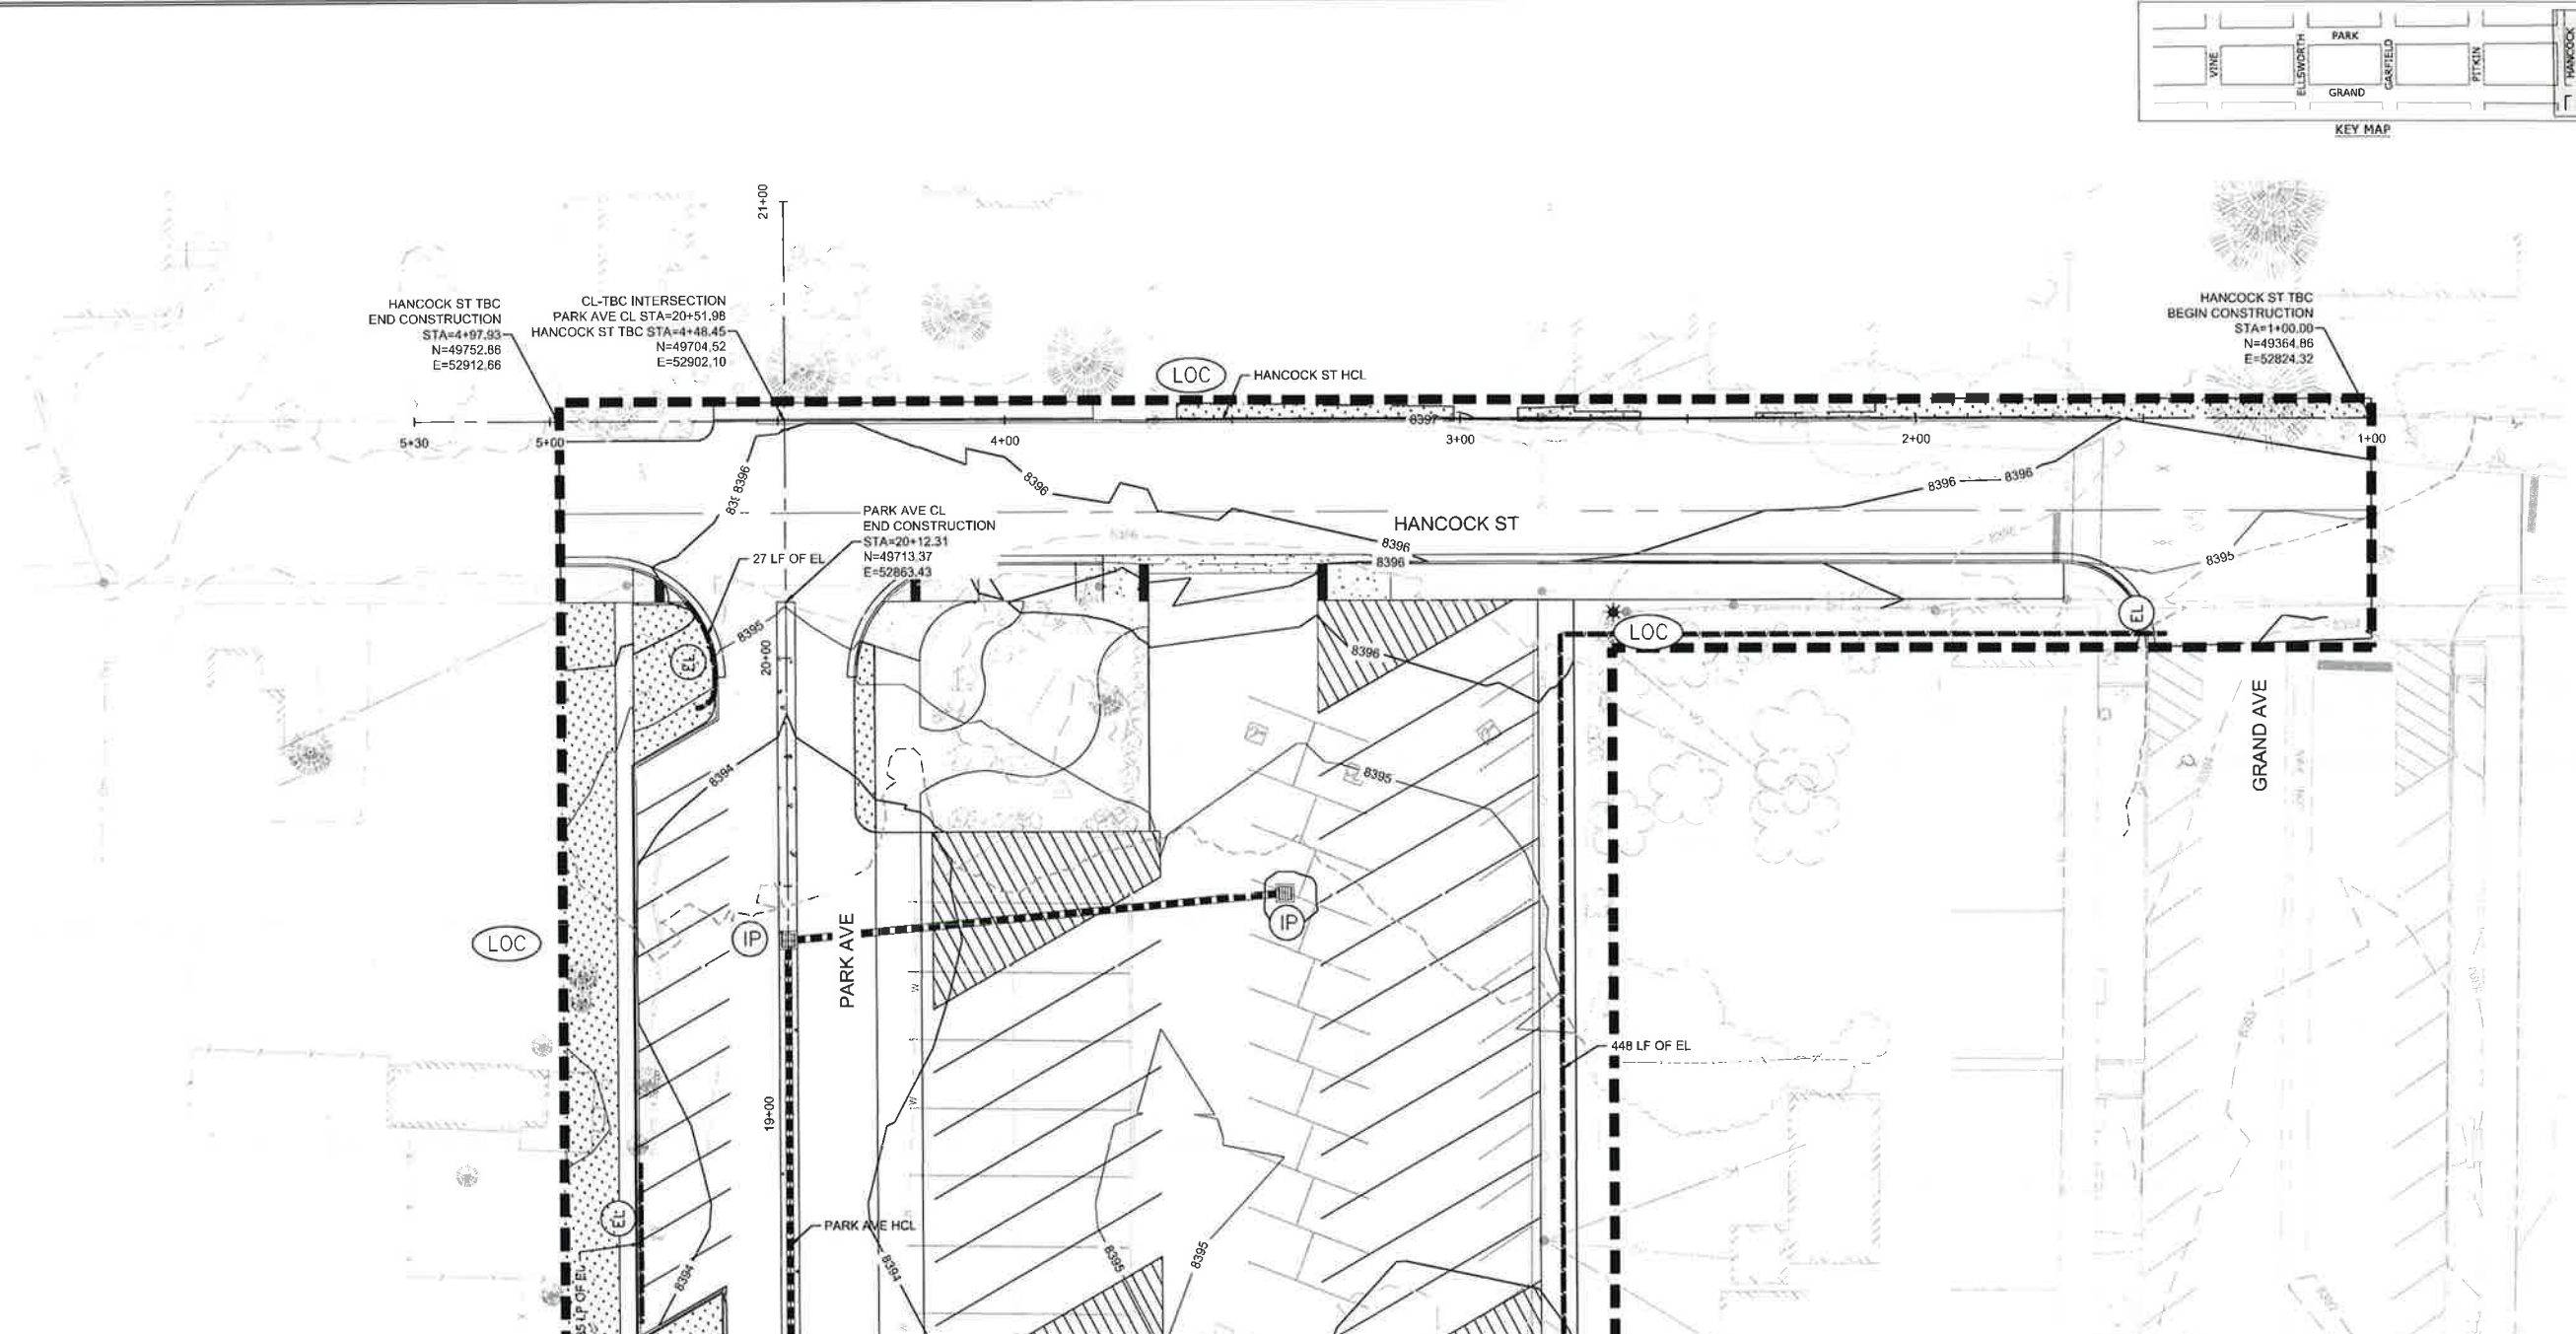 PARK
VINE
ELLSWORTH
GARFIELD
PITKIN
HANCOCK
GRAND
KEY MAP
21+00
HANCOCK ST TBC
END CONSTRUCTION
STA=4+97.93
N=49752.86
E=52912.66
CL-TBC INTERSECTION
PARK AVE CL STA=20+51.98
HANCOCK ST TBC STA=4+48.45
N=49704.52
E=52902.10
HANCOCK ST TBC
BEGIN CONSTRUCTION
STA=1+00.00
N=49364.86
E=52824.32
LOC
HANCOCK ST HCL
8397
5+30
5+00
4+00
3+00
2+00
1+00
8396
8396
8396
8396
PARK AVE CL
END CONSTRUCTION
STA=20+12.31
N=49713.37
E=52863.43
HANCOCK ST
8396
8396
8395
27 LF OF EL
EL
LOC
8395
EL
20+00
8396
GRAND AVE
8394
8395
IP
IP
LOC
PARK AVE
W
448 LF OF EL
S
19+00
W
EL
PARK AVE HCL
8394
8394
8395
8395